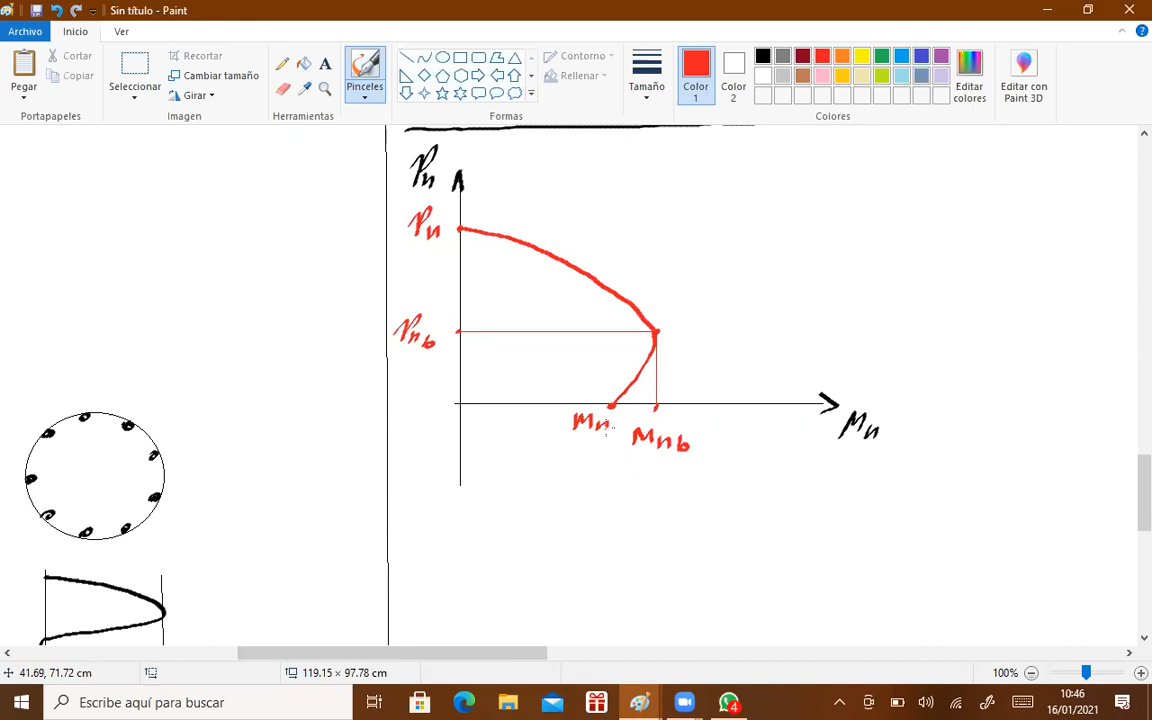 Sin título - Paint
Archivo Inicio Ver
Pegar
Cortar
Copiar
Portapapeles
Seleccionar
Recortar
Cambiar tamaño
Girar
Imagen
Herramientas
Pinceles
Contorno
Rellenar
Formas
Tamaño
Color 1
Color 2
Editar colores
Colores
Editar con Paint 3D
Pn
Pn
Pnb
Mn
Mnb
Mn
41.69, 71.72 cm
119.15 × 97.78 cm
100%
Escribe aquí para buscar
4
10:46
16/01/2021